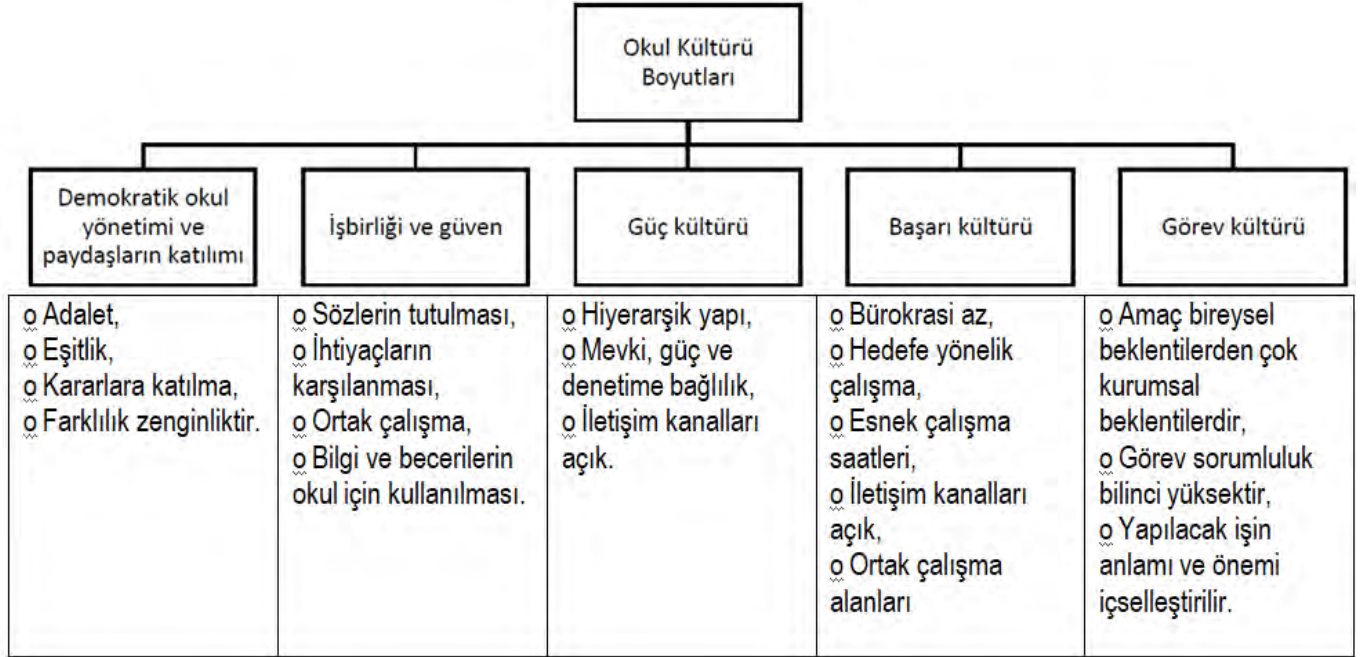 Okul Kültürü
Boyutları
Demokratik okul
yönetimi ve
paydaşların katılımı
İşbirliği ve güven
Güç kültürü
Başarı kültürü
Görev kültürü
o Adalet,
o Eşitlik,
o Kararlara katılma,
o Farklılık zenginliktir.
o Sözlerin tutulması,
o İhtiyaçların
karşılanması,
o Ortak çalışma,
o Bilgi ve becerilerin
okul için kullanılması.
o Hiyerarşik yapı,
o Mevki, güç ve
denetime bağlılık,
o İletişim kanalları
açık.
o Bürokrasi az,
o Hedefe yönelik
çalışma,
o Esnek çalışma
saatleri,
o İletişim kanalları
açık,
o Ortak çalışma
alanları
o Amaç bireysel
beklentilerden çok
kurumsal
beklentilerdir,
o Görev sorumluluk
bilinci yüksektir,
o Yapılacak işin
anlamı ve önemi
içselleştirilir.